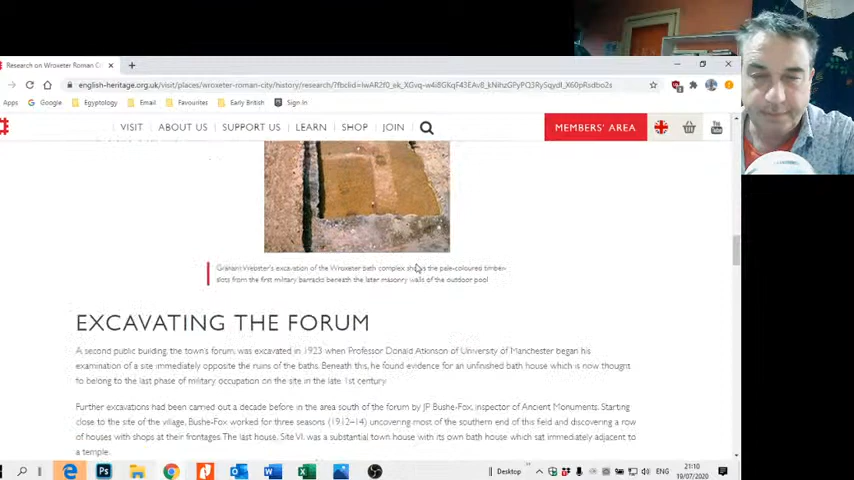 Research on Wroxeter Roman C
english-heritage.org.uk/visit/places/wroxeter-roman-city/history/research/?fbclid=
Apps Google Egyptology Email Favourites Early British Sign In
VISIT ABOUT US SUPPORT US LEARN SHOP JOIN MEMBERS' AREA
Graham Webster's excavation of the Wroxeter bath complex shows the pale-coloured timber
slots from the first military barracks beneath the later masonry walls of the outdoor pool
EXCAVATING THE FORUM
A second public building, the town's forum, was excavated in 1923 when Professor Donald Atkinson of University of Manchester began his
examination of a site immediately opposite the ruins of the baths. Beneath this, he found evidence for an unfinished bath house which is now thought
to belong to the last phase of military occupation on the site in the late 1st century.
Further excavations had been carried out a decade before in the area south of the forum by JP Bushe-Fox, inspector of Ancient Monuments. Starting
close to the site of the village, Bushe-Fox worked for three seasons (1912–14) uncovering most of the southern end of this field and discovering a row
of houses with shops at their frontages. The last house, Site VI, was a substantial town house with its own bath house which sat immediately adjacent to
a temple.
Desktop ENG 21:10
19/07/2020